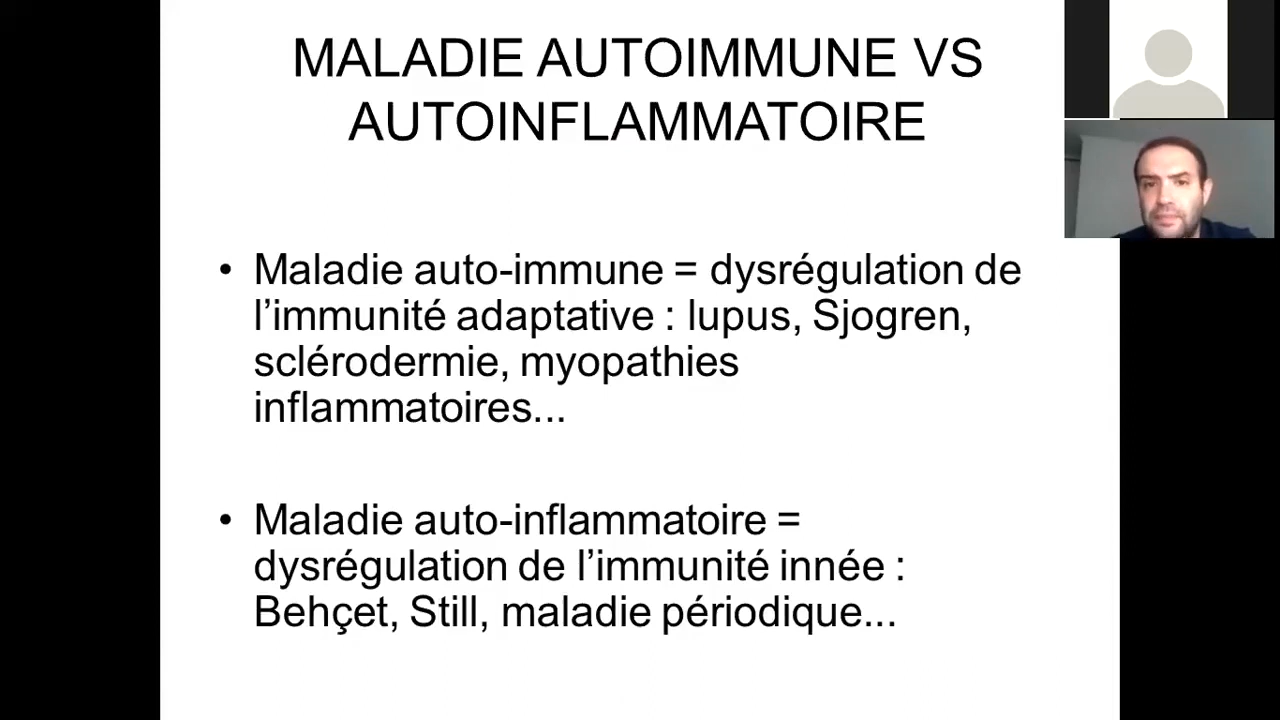 MALADIE AUTOIMMUNE VS
AUTOINFLAMMATOIRE
• Maladie auto-immune = dysrégulation de
l’immunité adaptative : lupus, Sjogren,
sclérodermie, myopathies
inflammatoires...
• Maladie auto-inflammatoire =
dysrégulation de l’immunité innée :
Behçet, Still, maladie périodique...